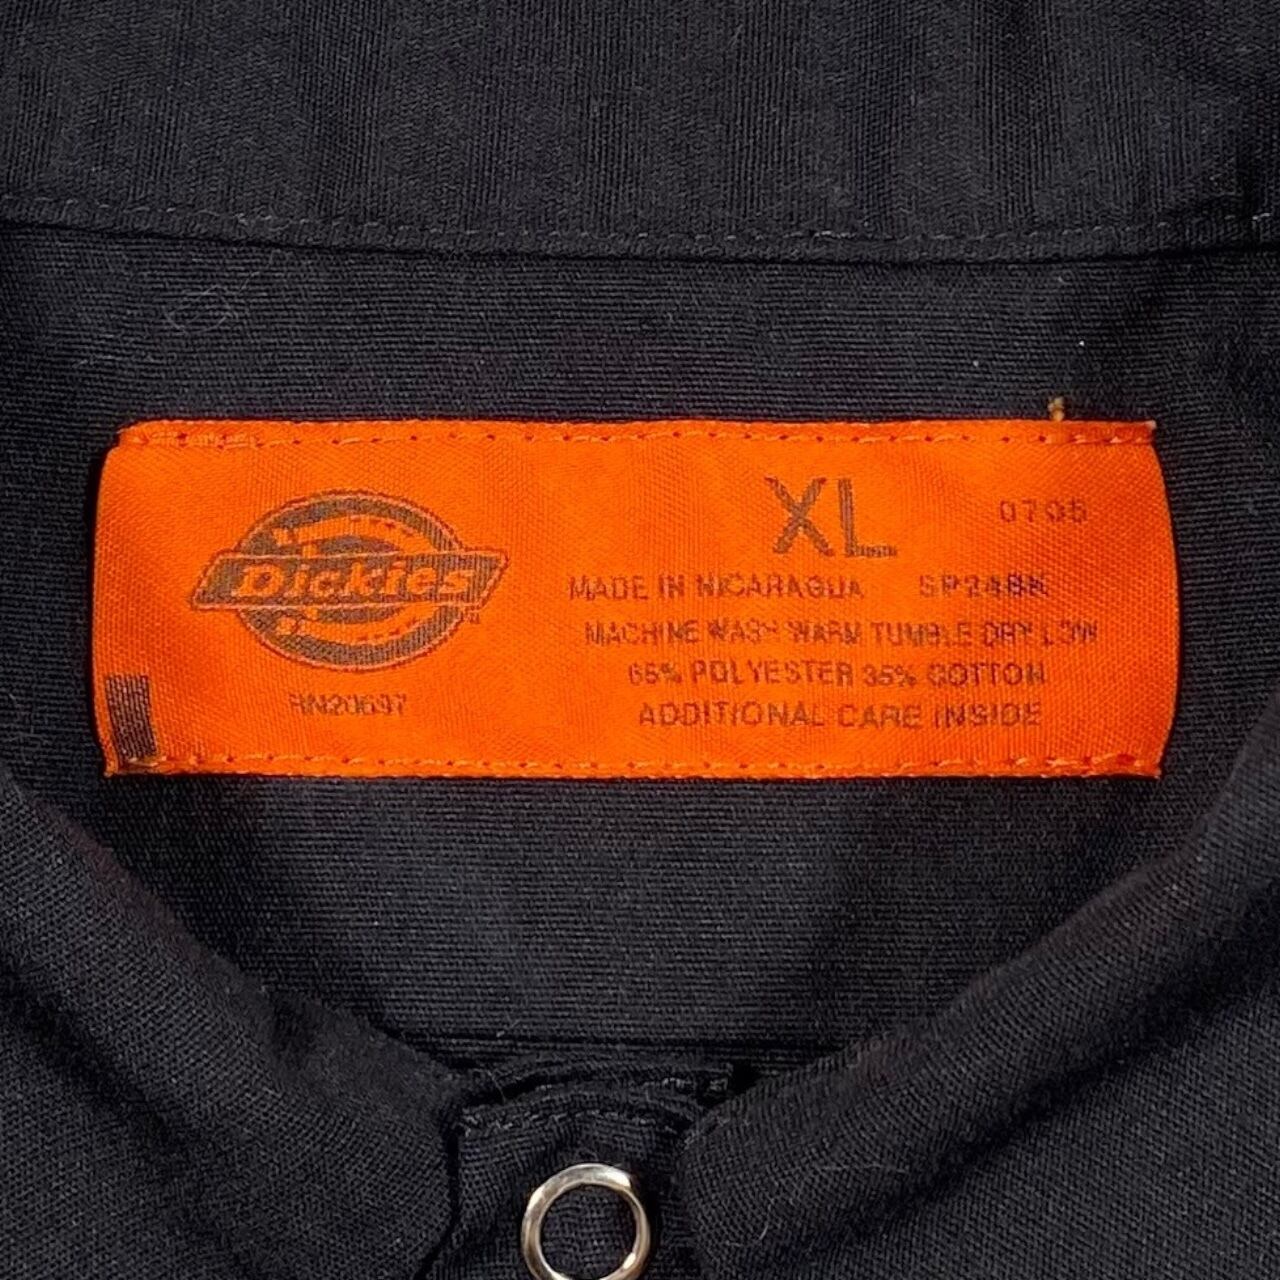 Dickies
RN20697
XL
0705
MADE IN NICARAGUA SP24BK
MACHINE WASH WARM TUMBLE DRY LOW
65% POLYESTER 35% COTTON
ADDITIONAL CARE INSIDE